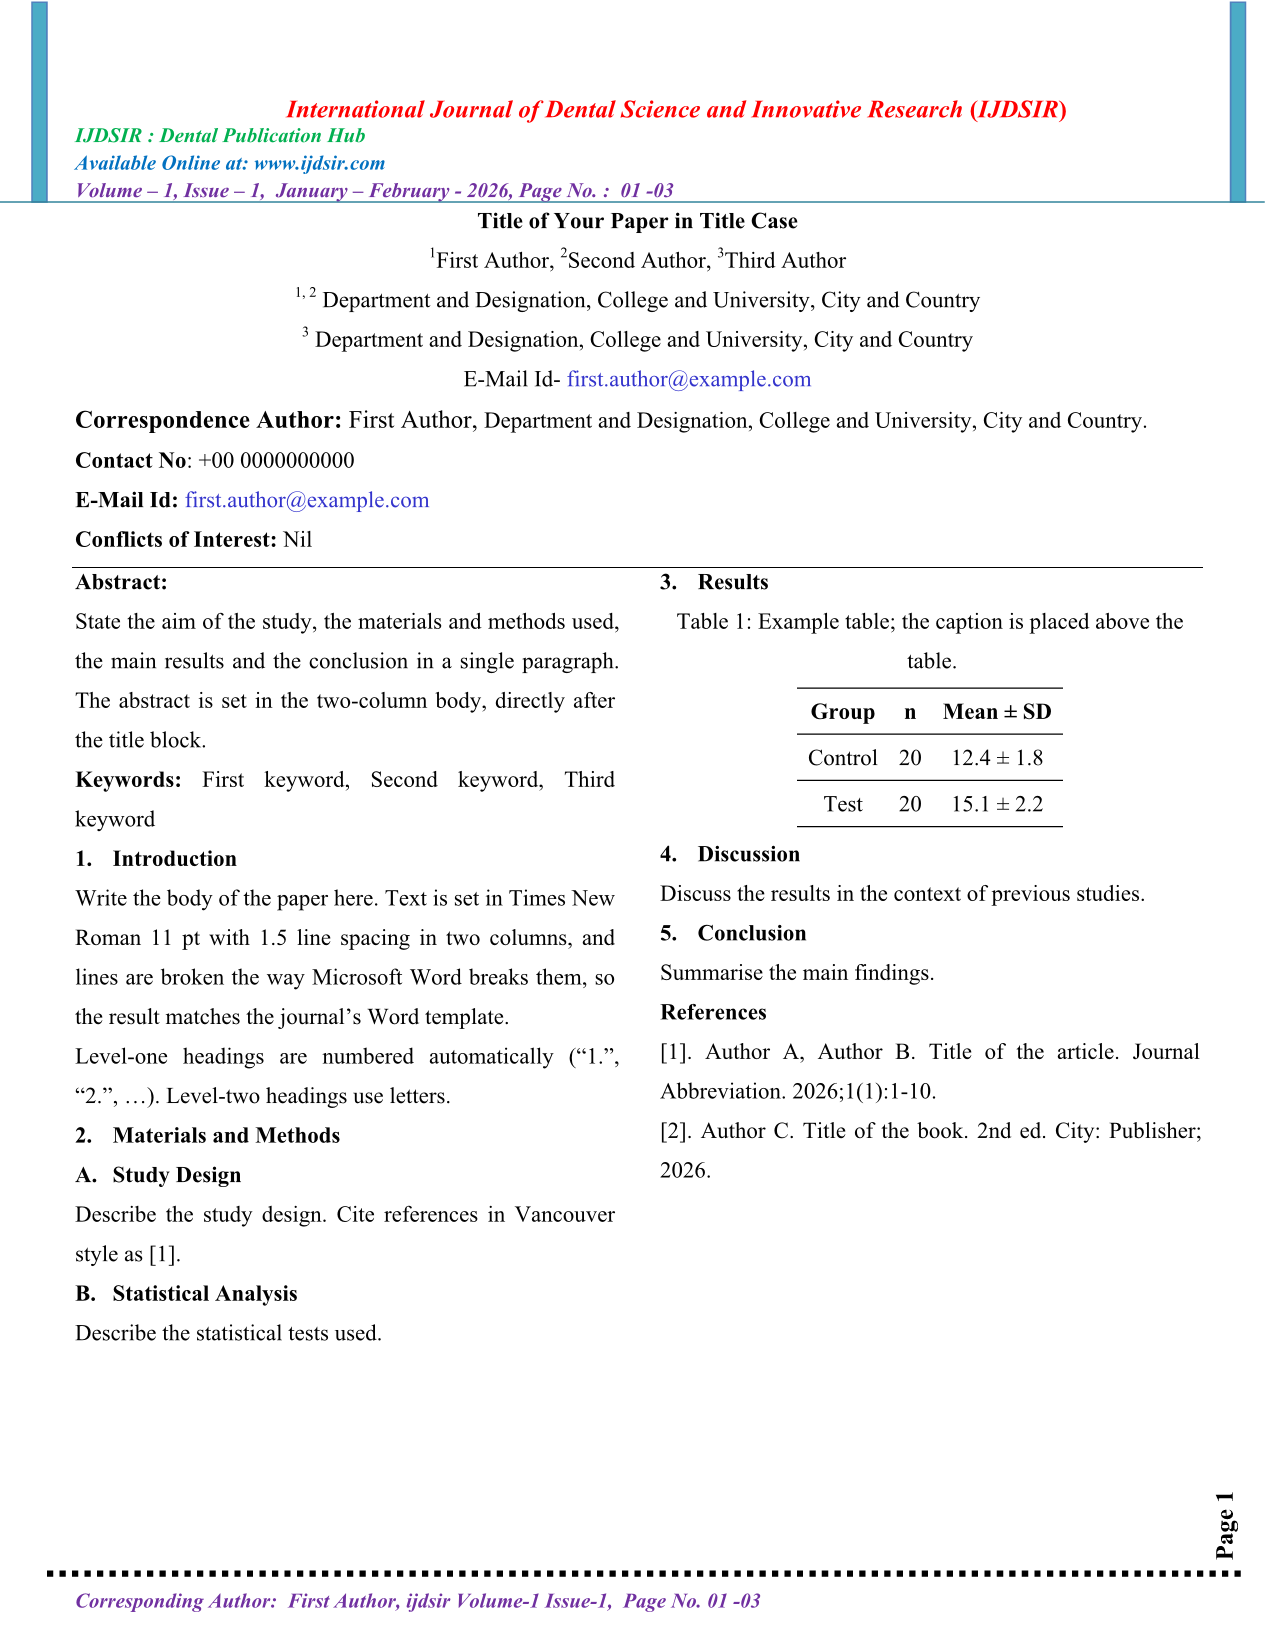 International Journal of Dental Science and Innovative Research (IJDSIR)
IJDSIR : Dental Publication Hub
Available Online at: www.ijdsir.com
Volume – 1, Issue – 1, January – February - 2026, Page No. : 01 -03
Title of Your Paper in Title Case
1First Author, 2Second Author, 3Third Author
1, 2 Department and Designation, College and University, City and Country
3 Department and Designation, College and University, City and Country
E-Mail Id- first.author@example.com
Correspondence Author: First Author, Department and Designation, College and University, City and Country.
Contact No: +00 0000000000
E-Mail Id: first.author@example.com
Conflicts of Interest: Nil
Abstract:
State the aim of the study, the materials and methods used,
the main results and the conclusion in a single paragraph.
The abstract is set in the two-column body, directly after
the title block.
Keywords: First keyword, Second keyword, Third
keyword
1. Introduction
Write the body of the paper here. Text is set in Times New
Roman 11 pt with 1.5 line spacing in two columns, and
lines are broken the way Microsoft Word breaks them, so
the result matches the journal’s Word template.
Level-one headings are numbered automatically (“1.”,
“2.”, …). Level-two headings use letters.
2. Materials and Methods
A. Study Design
Describe the study design. Cite references in Vancouver
style as [1].
B. Statistical Analysis
Describe the statistical tests used.
3. Results
Table 1: Example table; the caption is placed above the
table.
Group n Mean ± SD
Control 20 12.4 ± 1.8
Test 20 15.1 ± 2.2
4. Discussion
Discuss the results in the context of previous studies.
5. Conclusion
Summarise the main findings.
References
[1]. Author A, Author B. Title of the article. Journal
Abbreviation. 2026;1(1):1-10.
[2]. Author C. Title of the book. 2nd ed. City: Publisher;
2026.
Page 1
Corresponding Author: First Author, ijdsir Volume-1 Issue-1, Page No. 01 -03